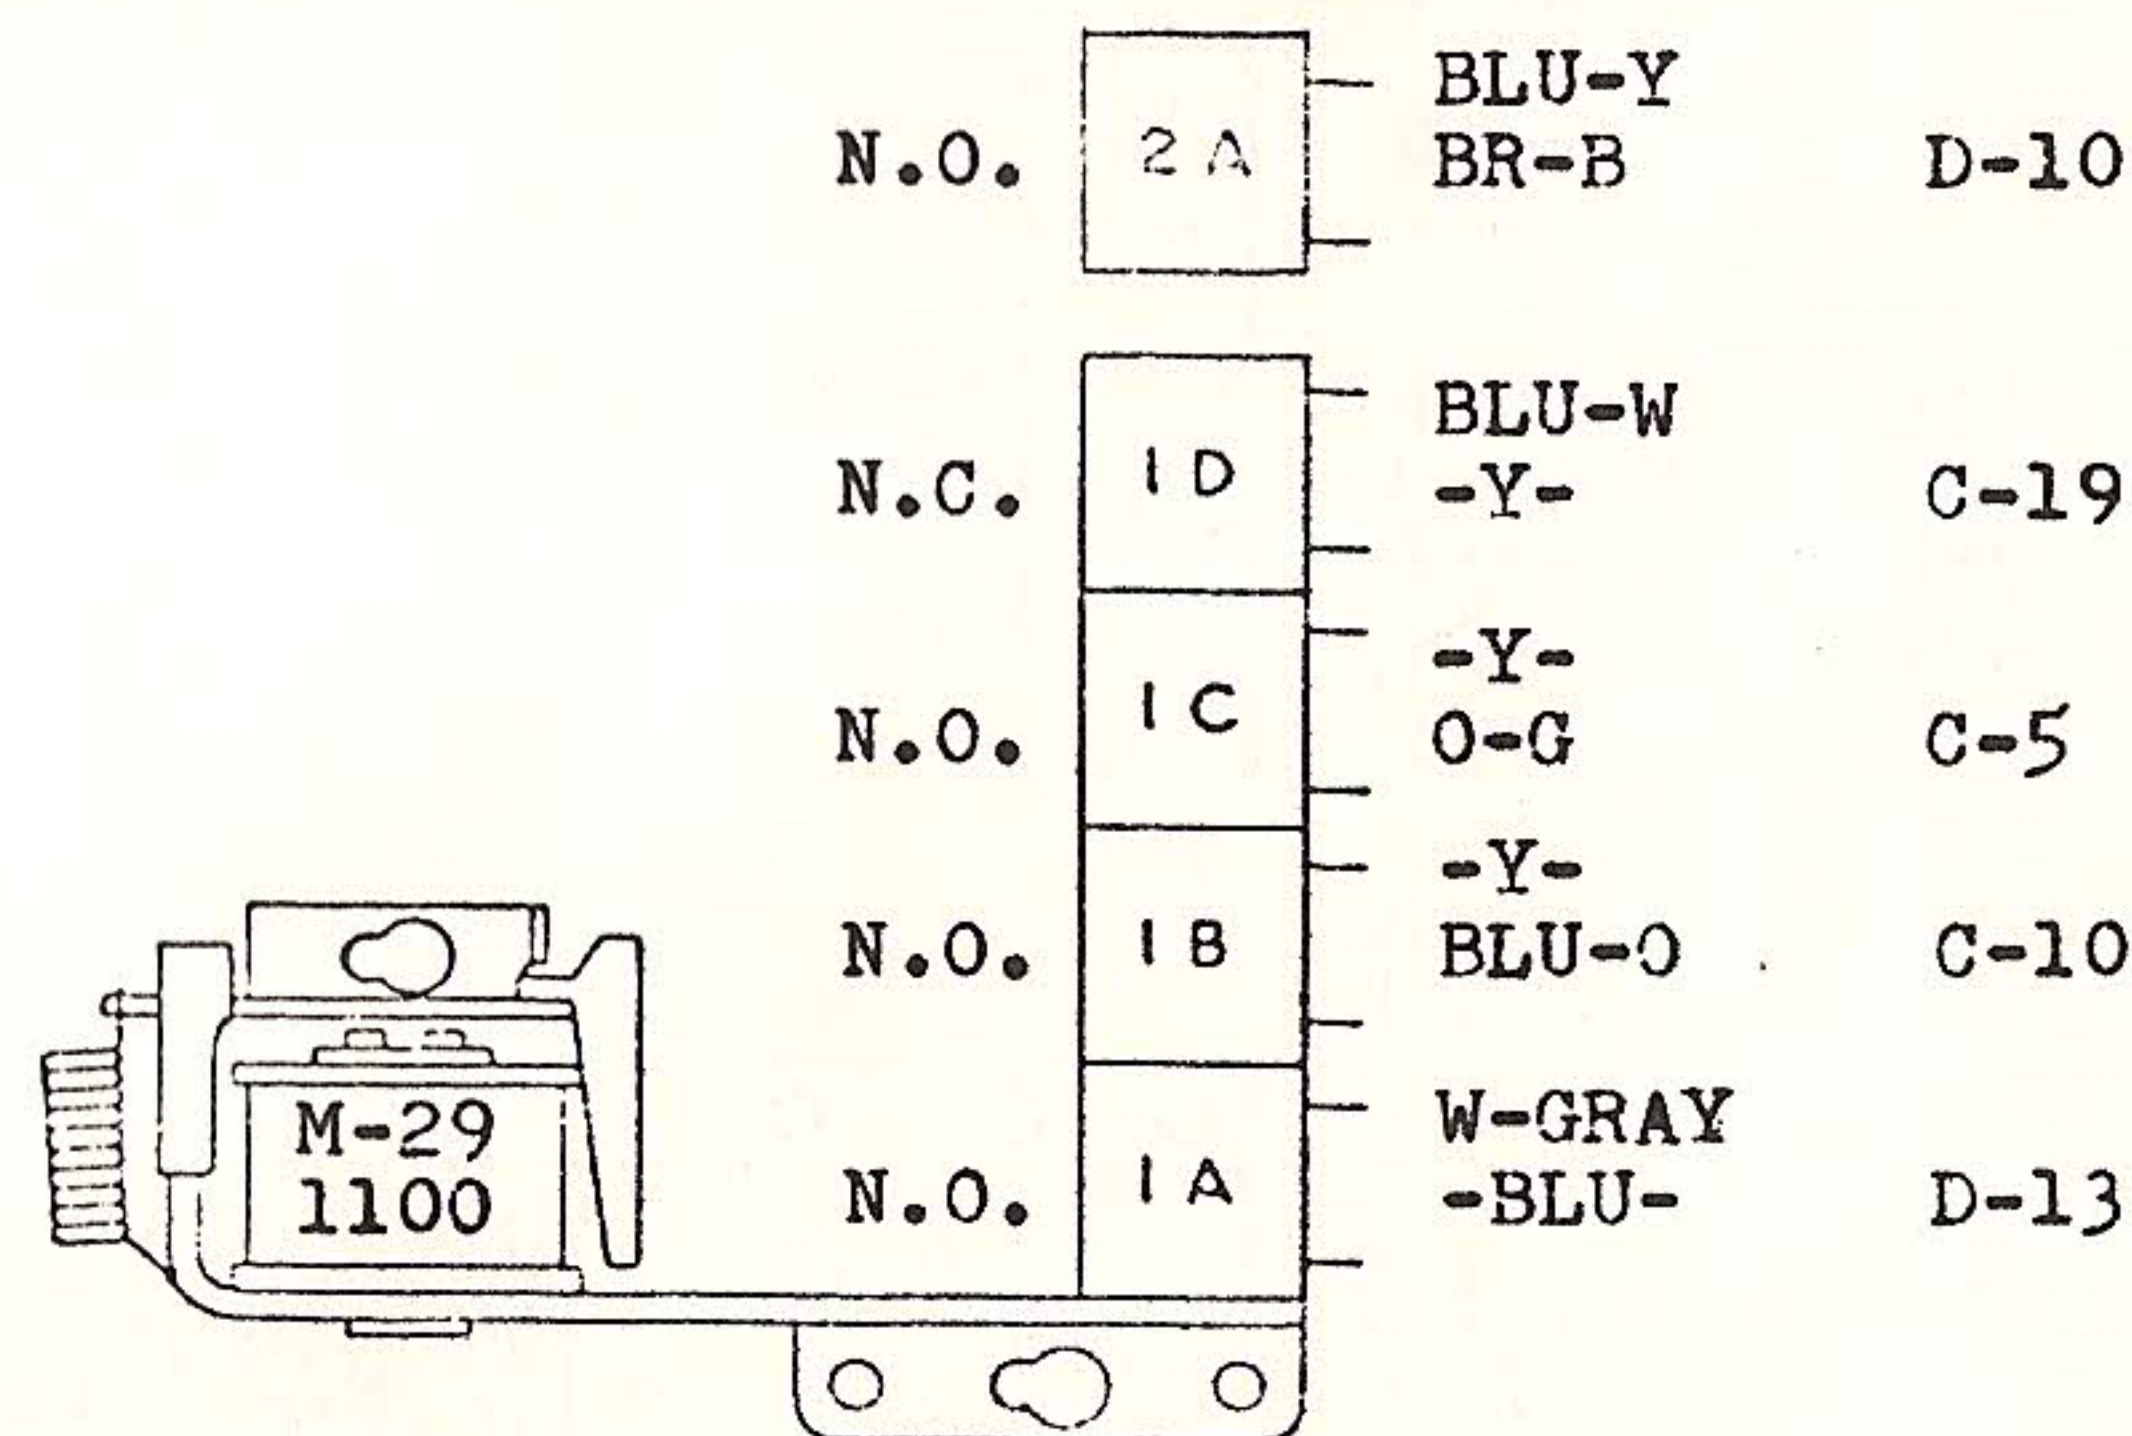 BLU-Y
N.O. 2A BR-B D-10
BLU-W
N.C. 1D -Y- C-19
-Y-
N.O. 1C O-G C-5
-Y-
N.O. 1B BLU-O C-10
M-29 W-GRAY
1100 N.O. 1A -BLU- D-13